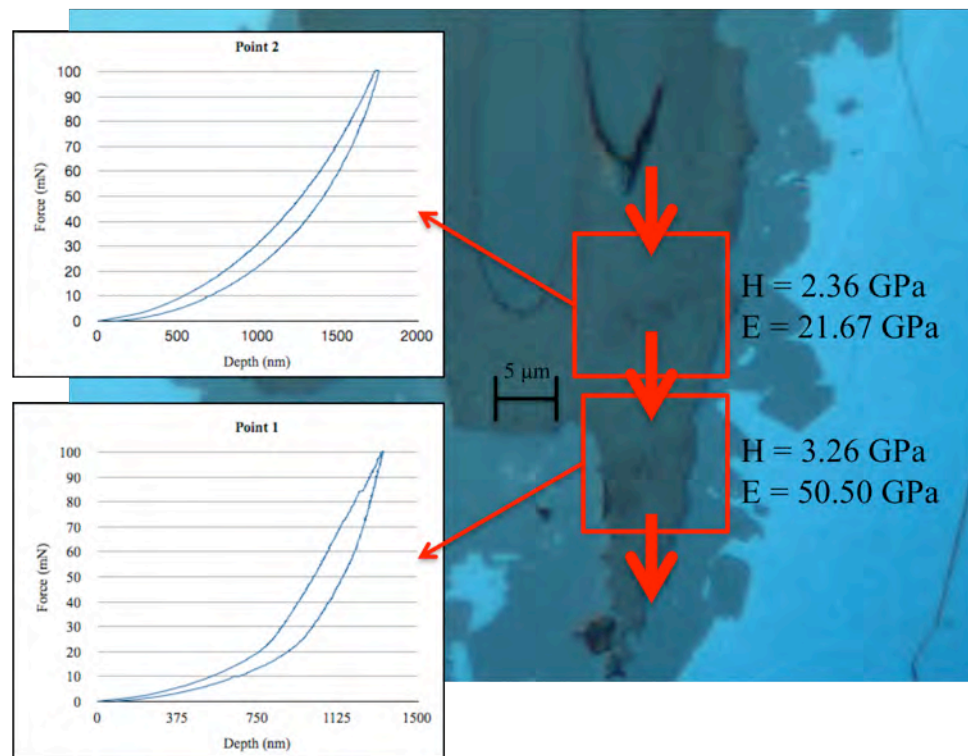 Point 2
Force (mN)
100
90
80
70
60
50
40
30
20
10
0
0 500 1000 1500 2000
Depth (nm)
H = 2.36 GPa
E = 21.67 GPa
5 µm
Point 1
Force (mN)
100
90
80
70
60
50
40
30
20
10
0
0 375 750 1125 1500
Depth (nm)
H = 3.26 GPa
E = 50.50 GPa